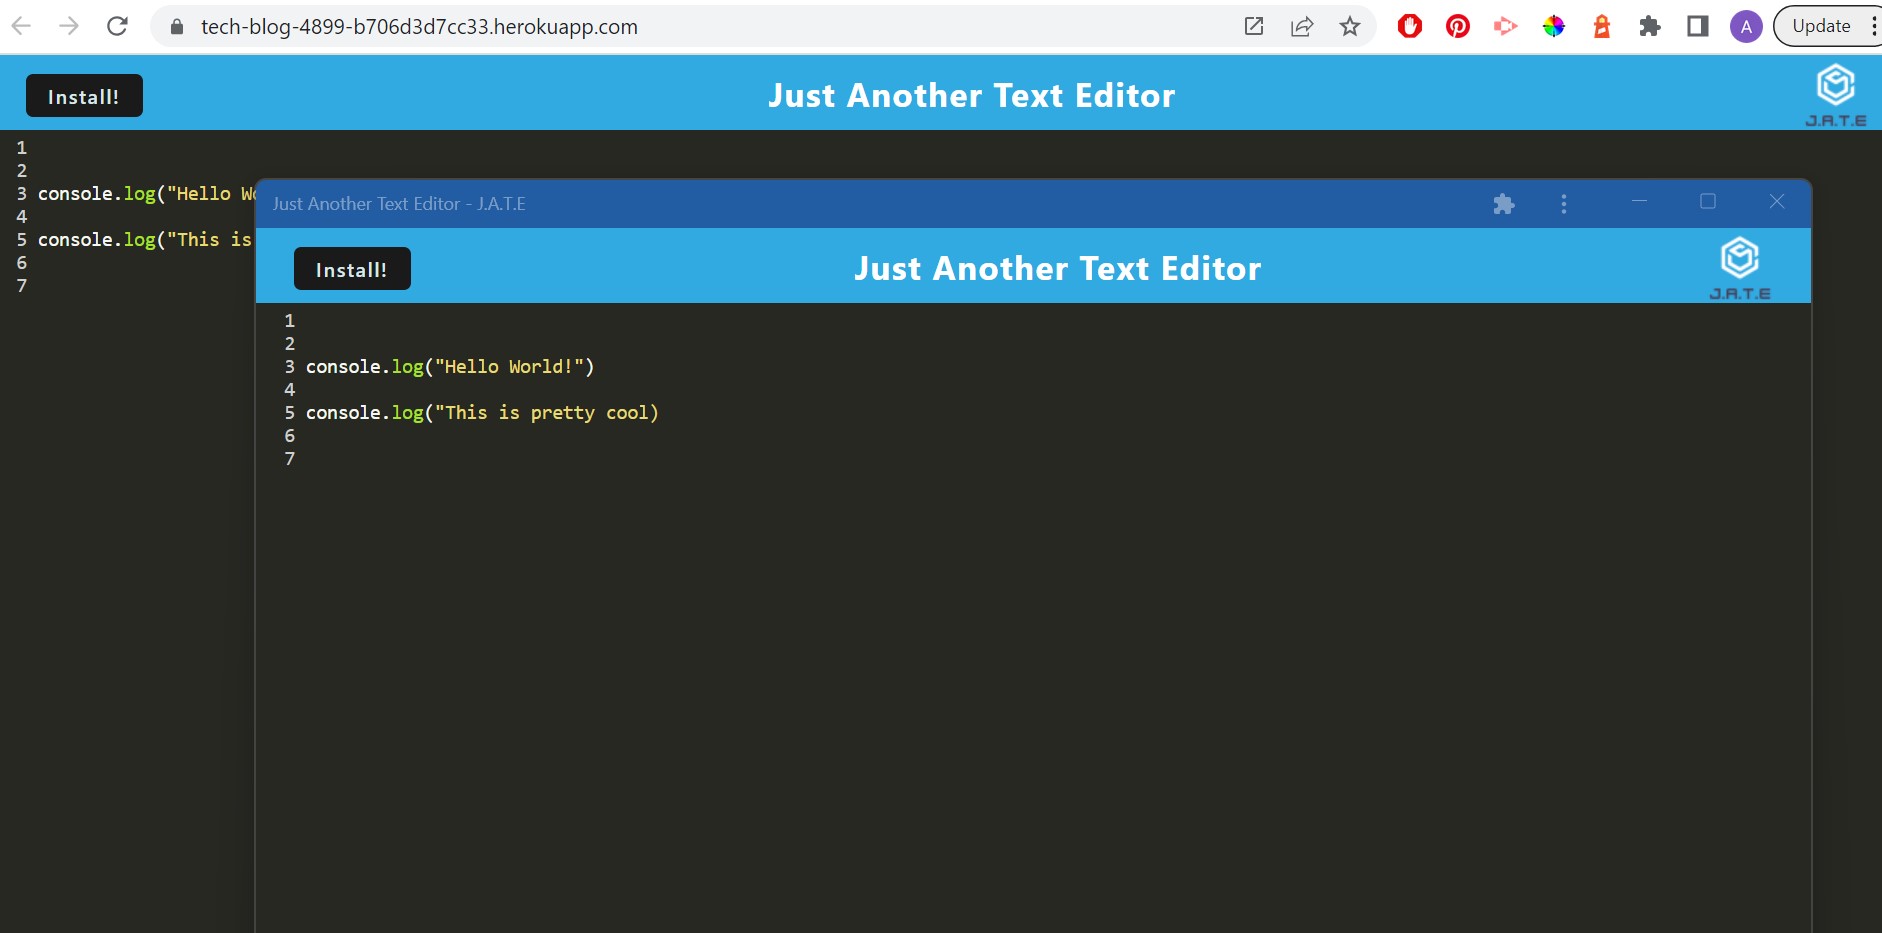 tech-blog-4899-b706d3d7cc33.herokuapp.com
A
Update
Install!
Just Another Text Editor
J.A.T.E
1
2
3 console.log("Hello
4
5 console.log("This is
6
7
Just Another Text Editor - J.A.T.E
Install!
Just Another Text Editor
J.A.T.E
1
2
3 console.log("Hello World!")
4
5 console.log("This is pretty cool)
6
7